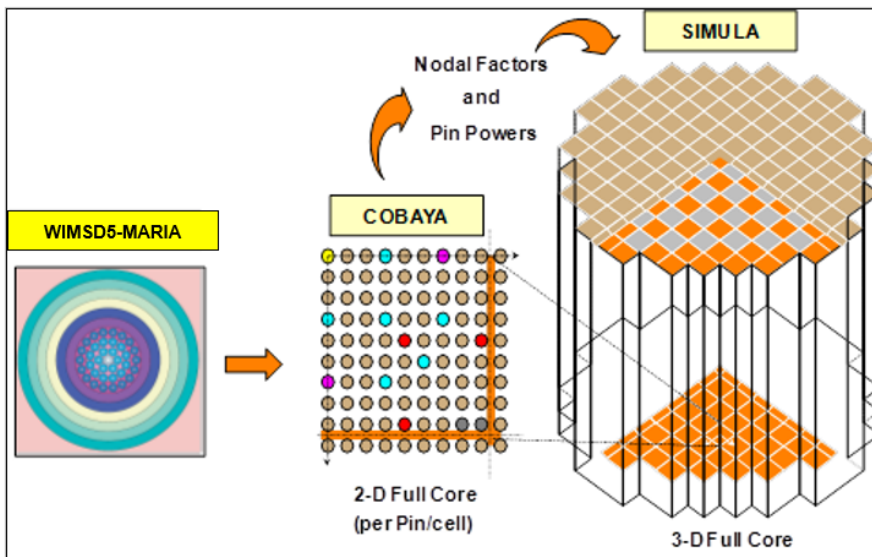 SIMULA
Nodal Factors
and
Pin Powers
COBAYA
WIMSD5-MARIA
2-D Full Core
(per Pin/cell)
3-D Full Core